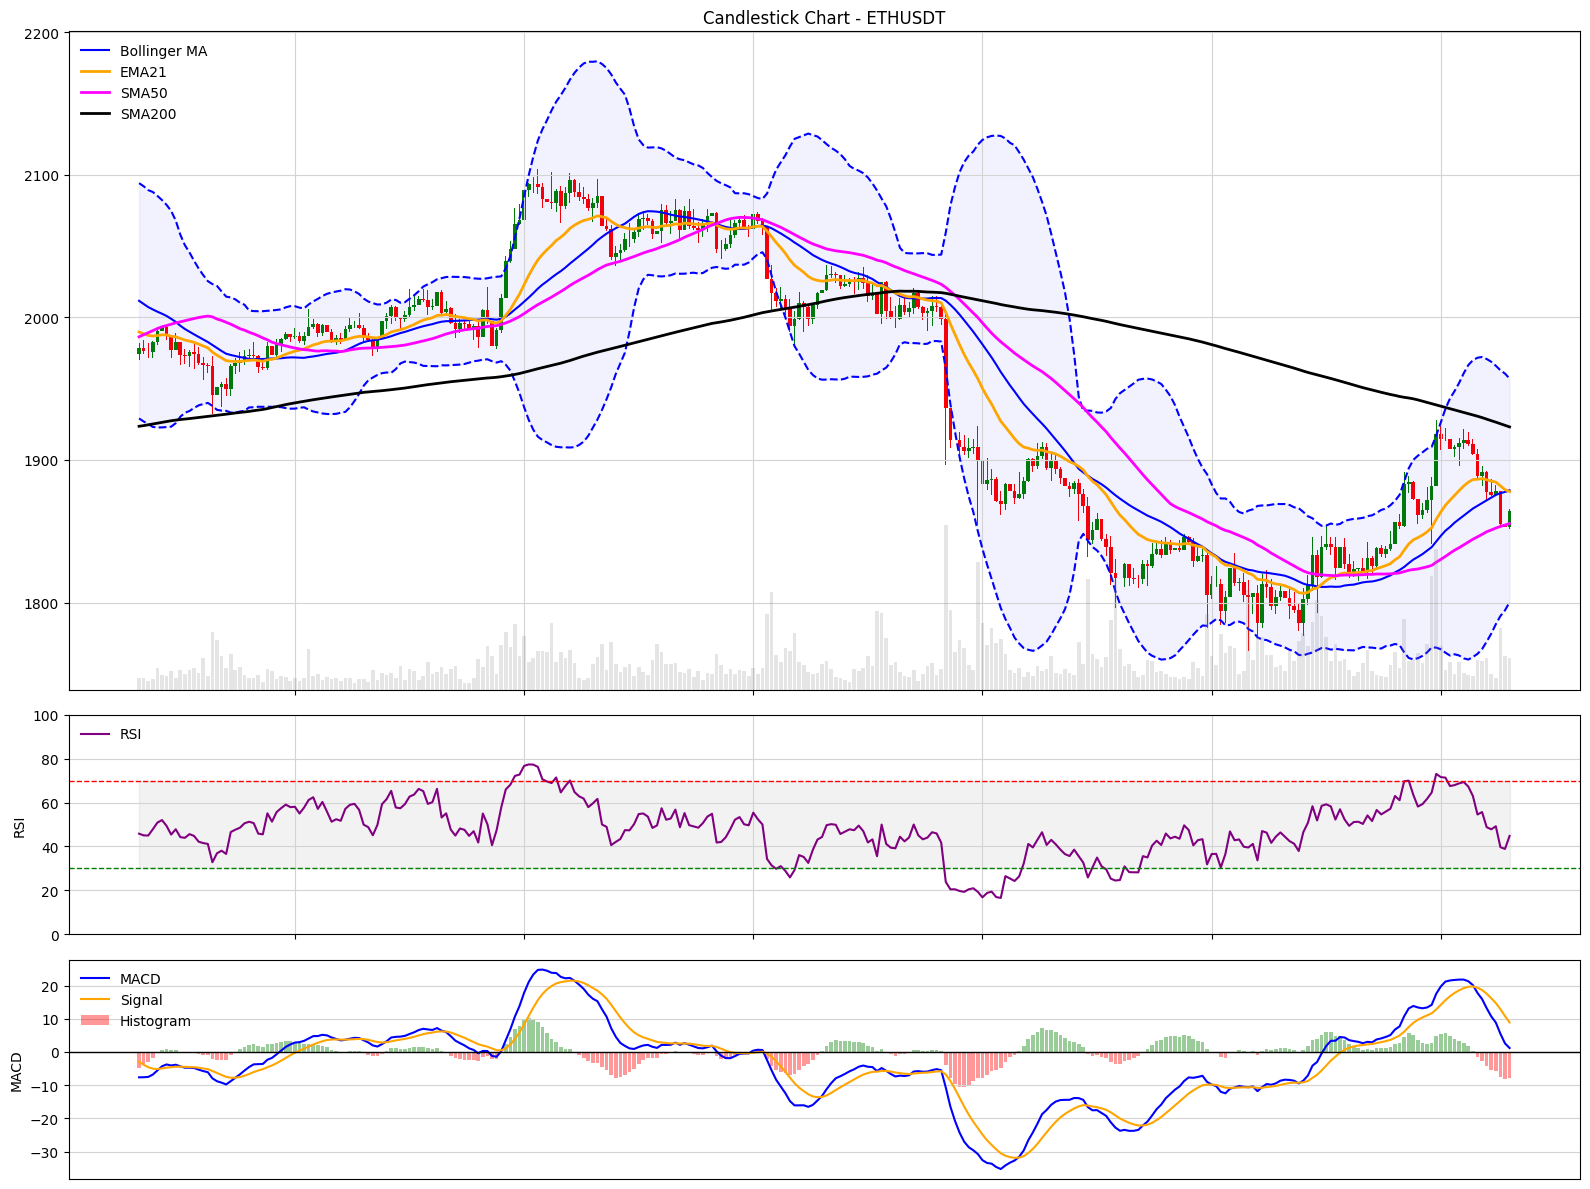 Candlestick Chart - ETHUSDT
2200
Bollinger MA
EMA21
SMA50
SMA200
2100
2000
1900
1800
100
RSI
80
60
RSI
40
20
0
MACD
20
Signal
10
Histogram
0
MACD
−10
−20
−30